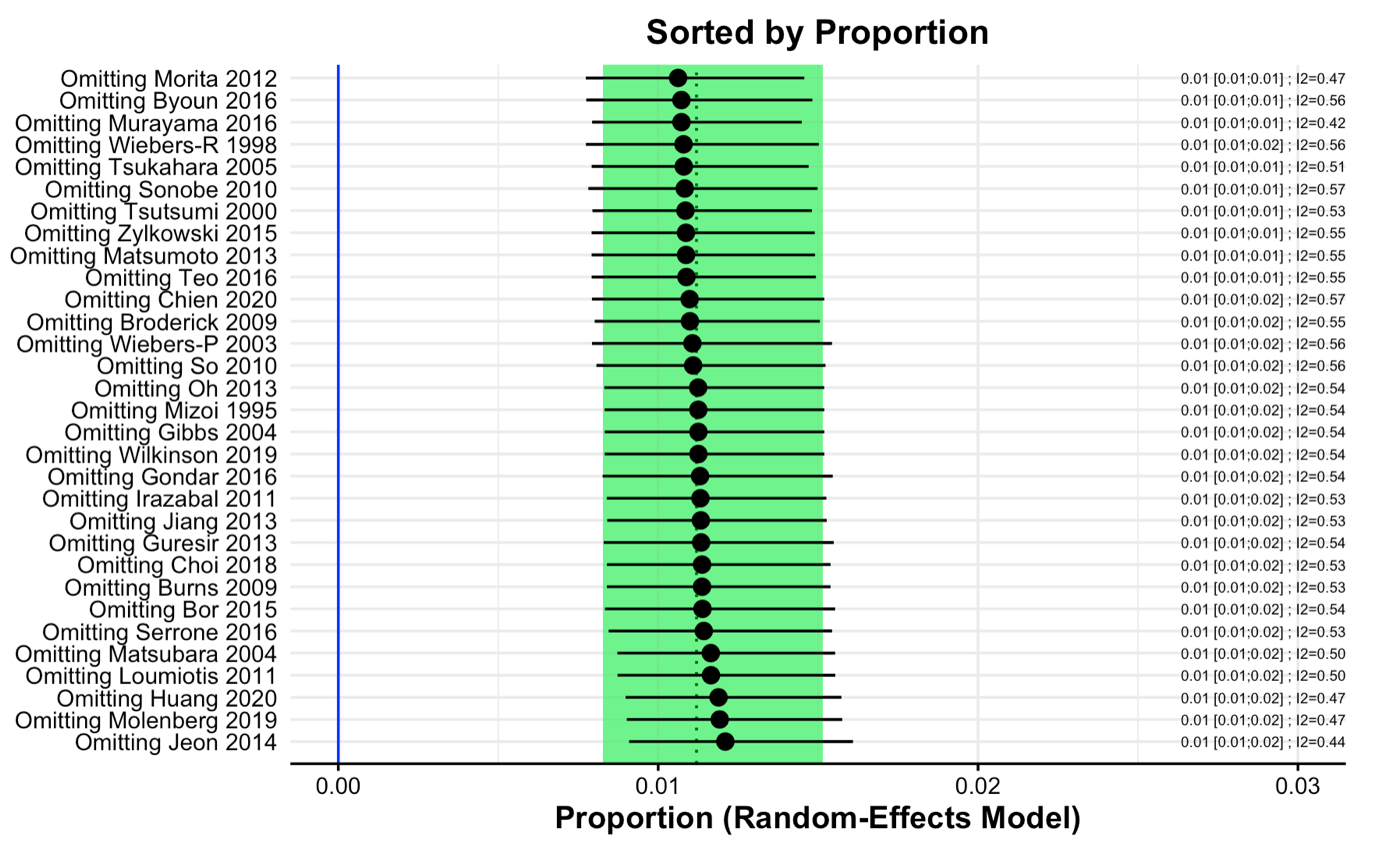 Sorted by Proportion
Omitting Morita 2012 0.01 [0.01;0.01] ; I2=0.47
Omitting Byoun 2016 0.01 [0.01;0.01] ; I2=0.56
Omitting Murayama 2016 0.01 [0.01;0.01] ; I2=0.42
Omitting Wiebers-R 1998 0.01 [0.01;0.02] ; I2=0.56
Omitting Tsukahara 2005 0.01 [0.01;0.01] ; I2=0.51
Omitting Sonobe 2010 0.01 [0.01;0.01] ; I2=0.57
Omitting Tsutsumi 2000 0.01 [0.01;0.01] ; I2=0.53
Omitting Zylkowski 2015 0.01 [0.01;0.01] ; I2=0.55
Omitting Matsumoto 2013 0.01 [0.01;0.01] ; I2=0.55
Omitting Teo 2016 0.01 [0.01;0.01] ; I2=0.55
Omitting Chien 2020 0.01 [0.01;0.02] ; I2=0.57
Omitting Broderick 2009 0.01 [0.01;0.02] ; I2=0.55
Omitting Wiebers-P 2003 0.01 [0.01;0.02] ; I2=0.56
Omitting So 2010 0.01 [0.01;0.02] ; I2=0.56
Omitting Oh 2013 0.01 [0.01;0.02] ; I2=0.54
Omitting Mizoi 1995 0.01 [0.01;0.02] ; I2=0.54
Omitting Gibbs 2004 0.01 [0.01;0.02] ; I2=0.54
Omitting Wilkinson 2019 0.01 [0.01;0.02] ; I2=0.54
Omitting Gondar 2016 0.01 [0.01;0.02] ; I2=0.54
Omitting Irazabal 2011 0.01 [0.01;0.02] ; I2=0.53
Omitting Jiang 2013 0.01 [0.01;0.02] ; I2=0.53
Omitting Guresir 2013 0.01 [0.01;0.02] ; I2=0.54
Omitting Choi 2018 0.01 [0.01;0.02] ; I2=0.53
Omitting Burns 2009 0.01 [0.01;0.02] ; I2=0.53
Omitting Bor 2015 0.01 [0.01;0.02] ; I2=0.54
Omitting Serrone 2016 0.01 [0.01;0.02] ; I2=0.53
Omitting Matsubara 2004 0.01 [0.01;0.02] ; I2=0.50
Omitting Loumiotis 2011 0.01 [0.01;0.02] ; I2=0.50
Omitting Huang 2020 0.01 [0.01;0.02] ; I2=0.47
Omitting Molenberg 2019 0.01 [0.01;0.02] ; I2=0.47
Omitting Jeon 2014 0.01 [0.01;0.02] ; I2=0.44
0.00 0.01 0.02 0.03
Proportion (Random-Effects Model)